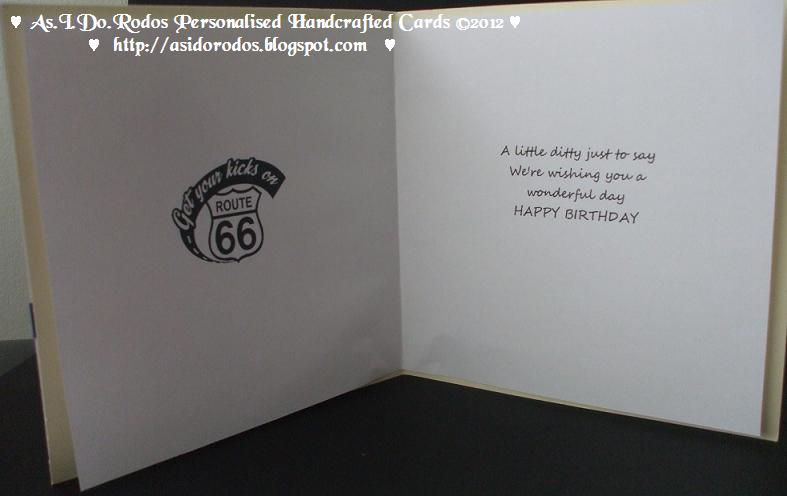 ♥ As.I.Do.Rodos Personalised Handcrafted Cards ©2012 ♥
♥ http://asidorodos.blogspot.com ♥
Get your kicks on
ROUTE
66
A little ditty just to say
We're wishing you a
wonderful day
HAPPY BIRTHDAY